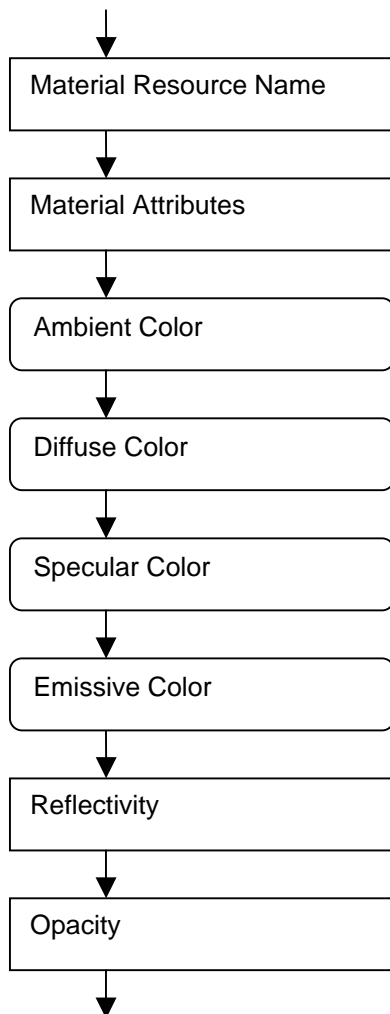 Material Resource Name
Material Attributes
Ambient Color
Diffuse Color
Specular Color
Emissive Color
Reflectivity
Opacity